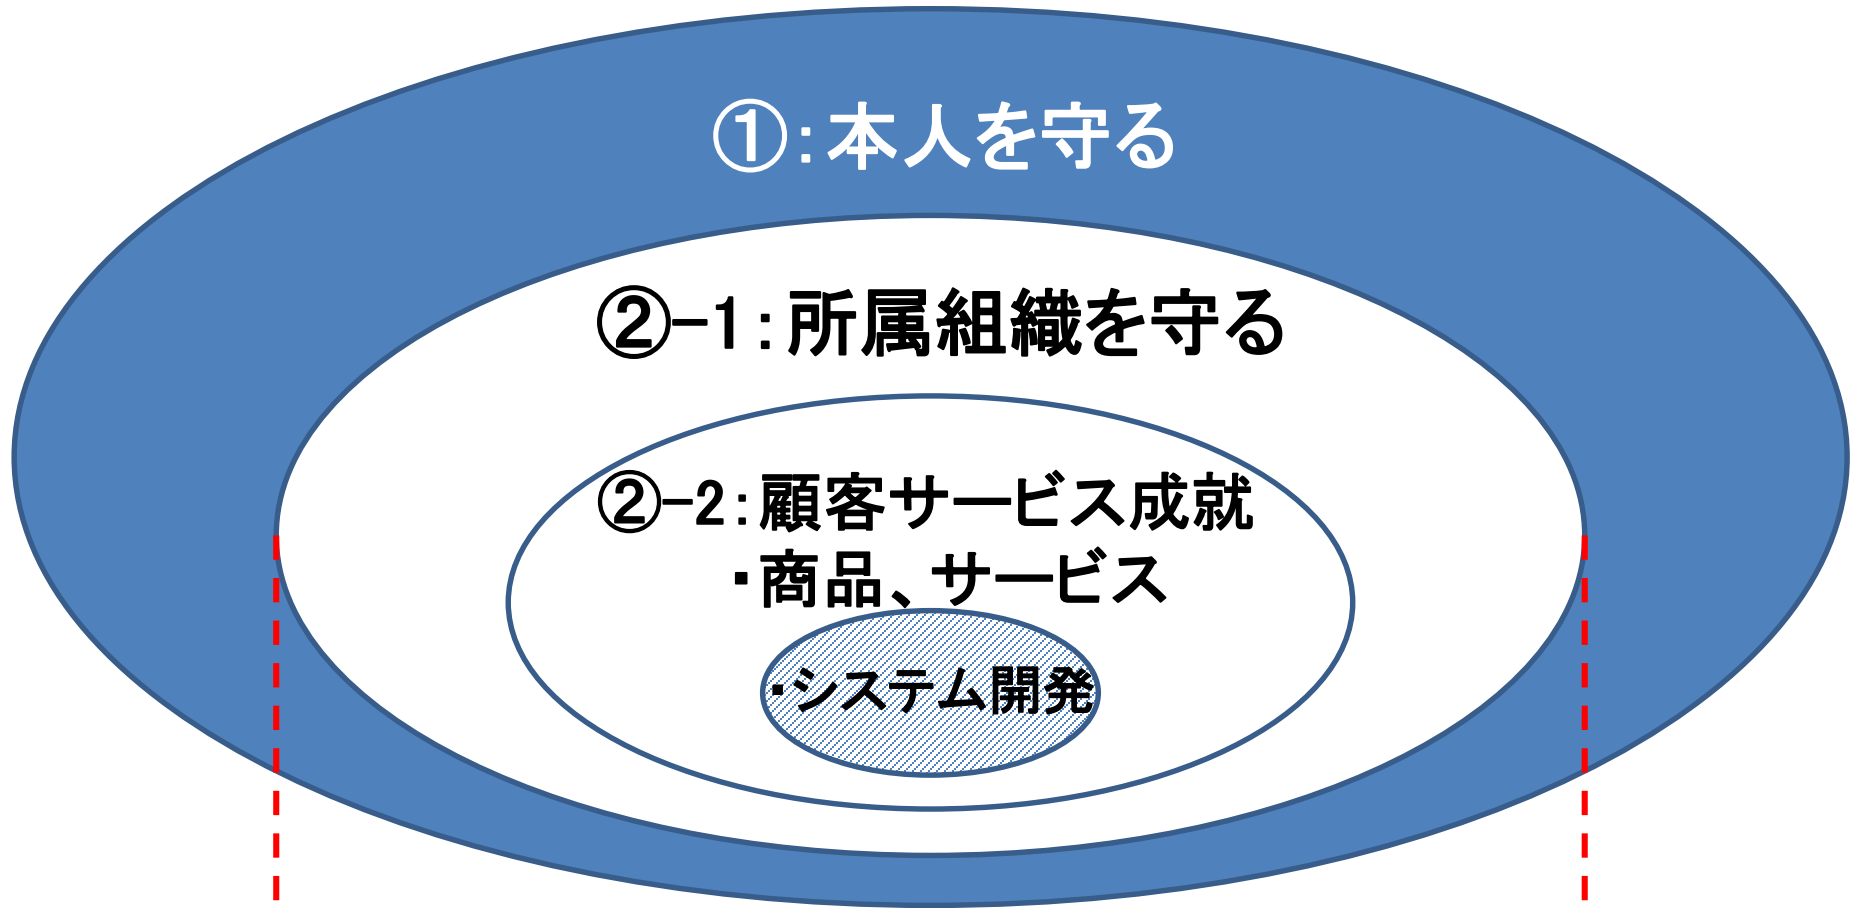 ①：本人を守る
②-1：所属組織を守る
②-2：顧客サービス成就
・商品、サービス
・システム開発